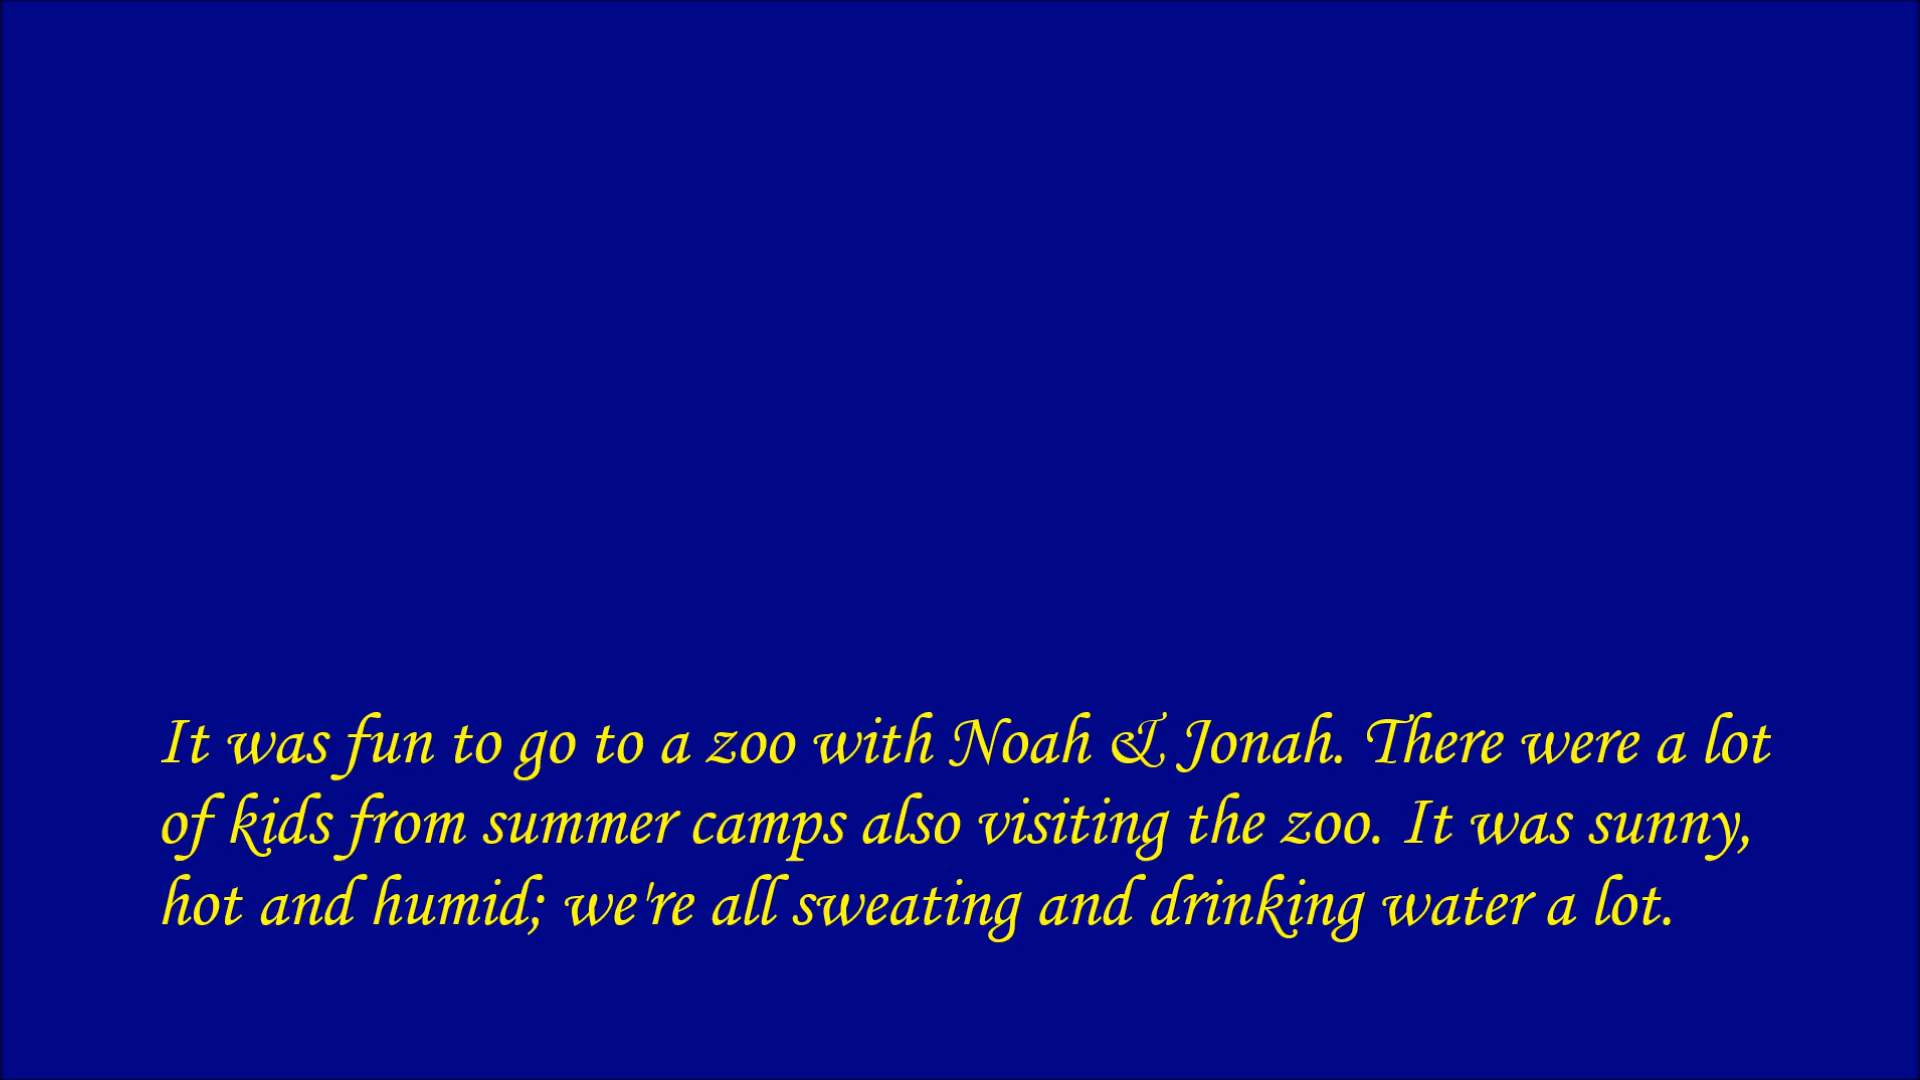 It was fun to go to a zoo with Noah & Jonah. There were a lot
of kids from summer camps also visiting the zoo. It was sunny,
hot and humid; we're all sweating and drinking water a lot.